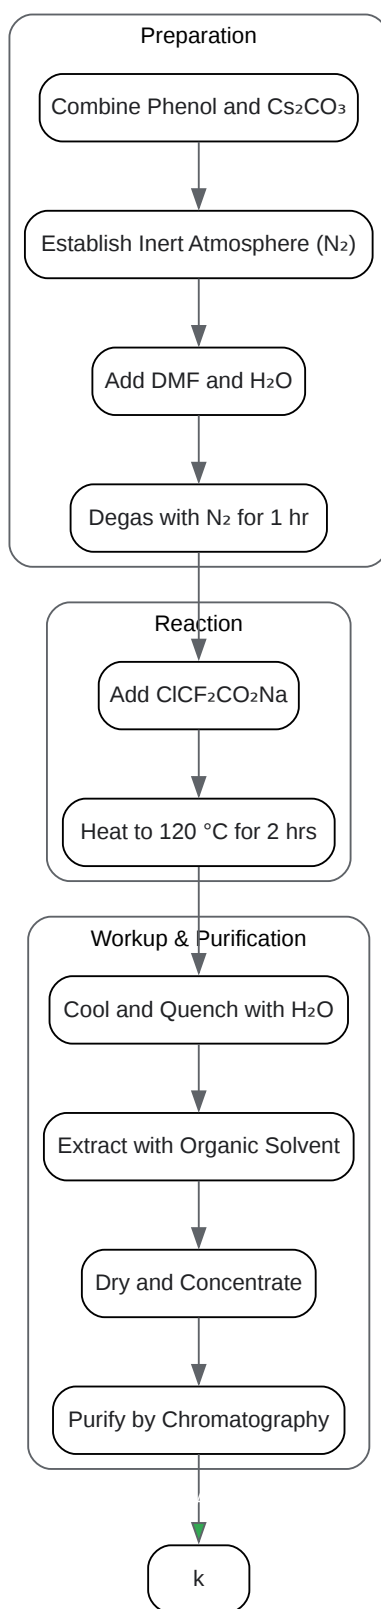 Preparation
Combine Phenol and Cs₂CO₃
Establish Inert Atmosphere (N₂)
Add DMF and H₂O
Degas with N₂ for 1 hr
Reaction
Add ClCF₂CO₂Na
Heat to 120 °C for 2 hrs
Workup & Purification
Cool and Quench with H₂O
Extract with Organic Solvent
Dry and Concentrate
Purify by Chromatography
k